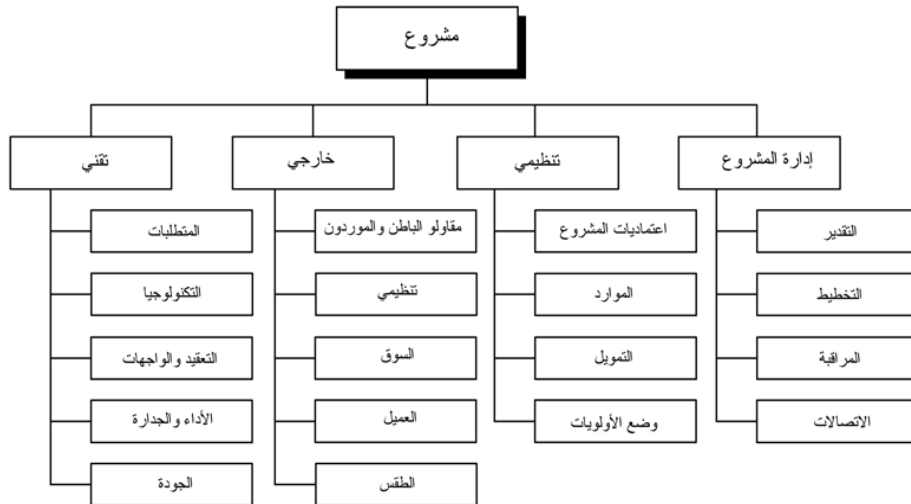 مشروع
إدارة المشروع
تنظيمي
خارجي
تقني
التقدير
التخطيط
المراقبة
الاتصالات
اعتماديات المشروع
الموارد
التمويل
وضع الأولويات
مقاولو الباطن والموردون
تنظيمي
السوق
العميل
الطقس
المتطلبات
التكنولوجيا
التعقيد والواجهات
الأداء والجدارة
الجودة